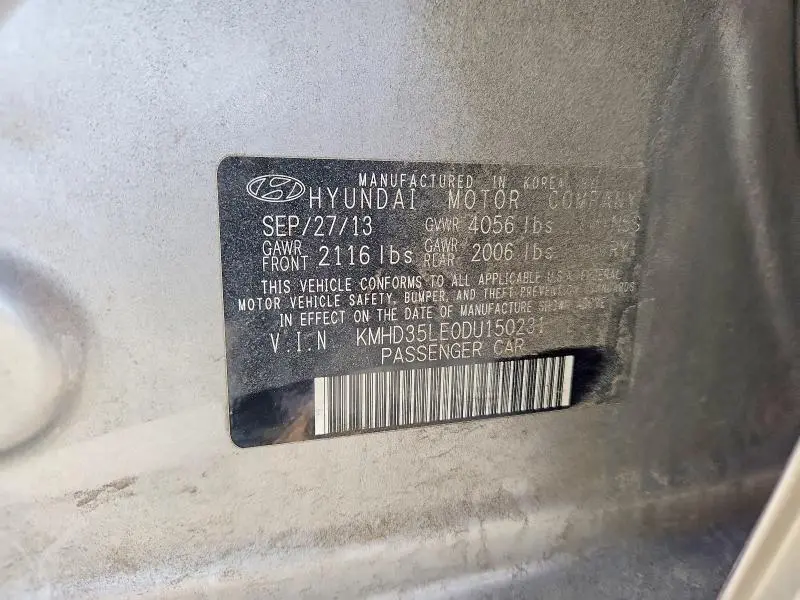 MANUFACTURED IN KOREA
HYUNDAI MOTOR COMPANY
SEP/27/13 GVWR 4056 lbs
GAWR FRONT 2116 lbs GAWR REAR 2006 lbs
THIS VEHICLE CONFORMS TO ALL APPLICABLE U.S.A. FEDERAL
MOTOR VEHICLE SAFETY, BUMPER, AND THEFT PREVENTION STANDARDS
IN EFFECT ON THE DATE OF MANUFACTURE SHOWN ABOVE
V.I.N KMHD35LE0DU150231
PASSENGER CAR